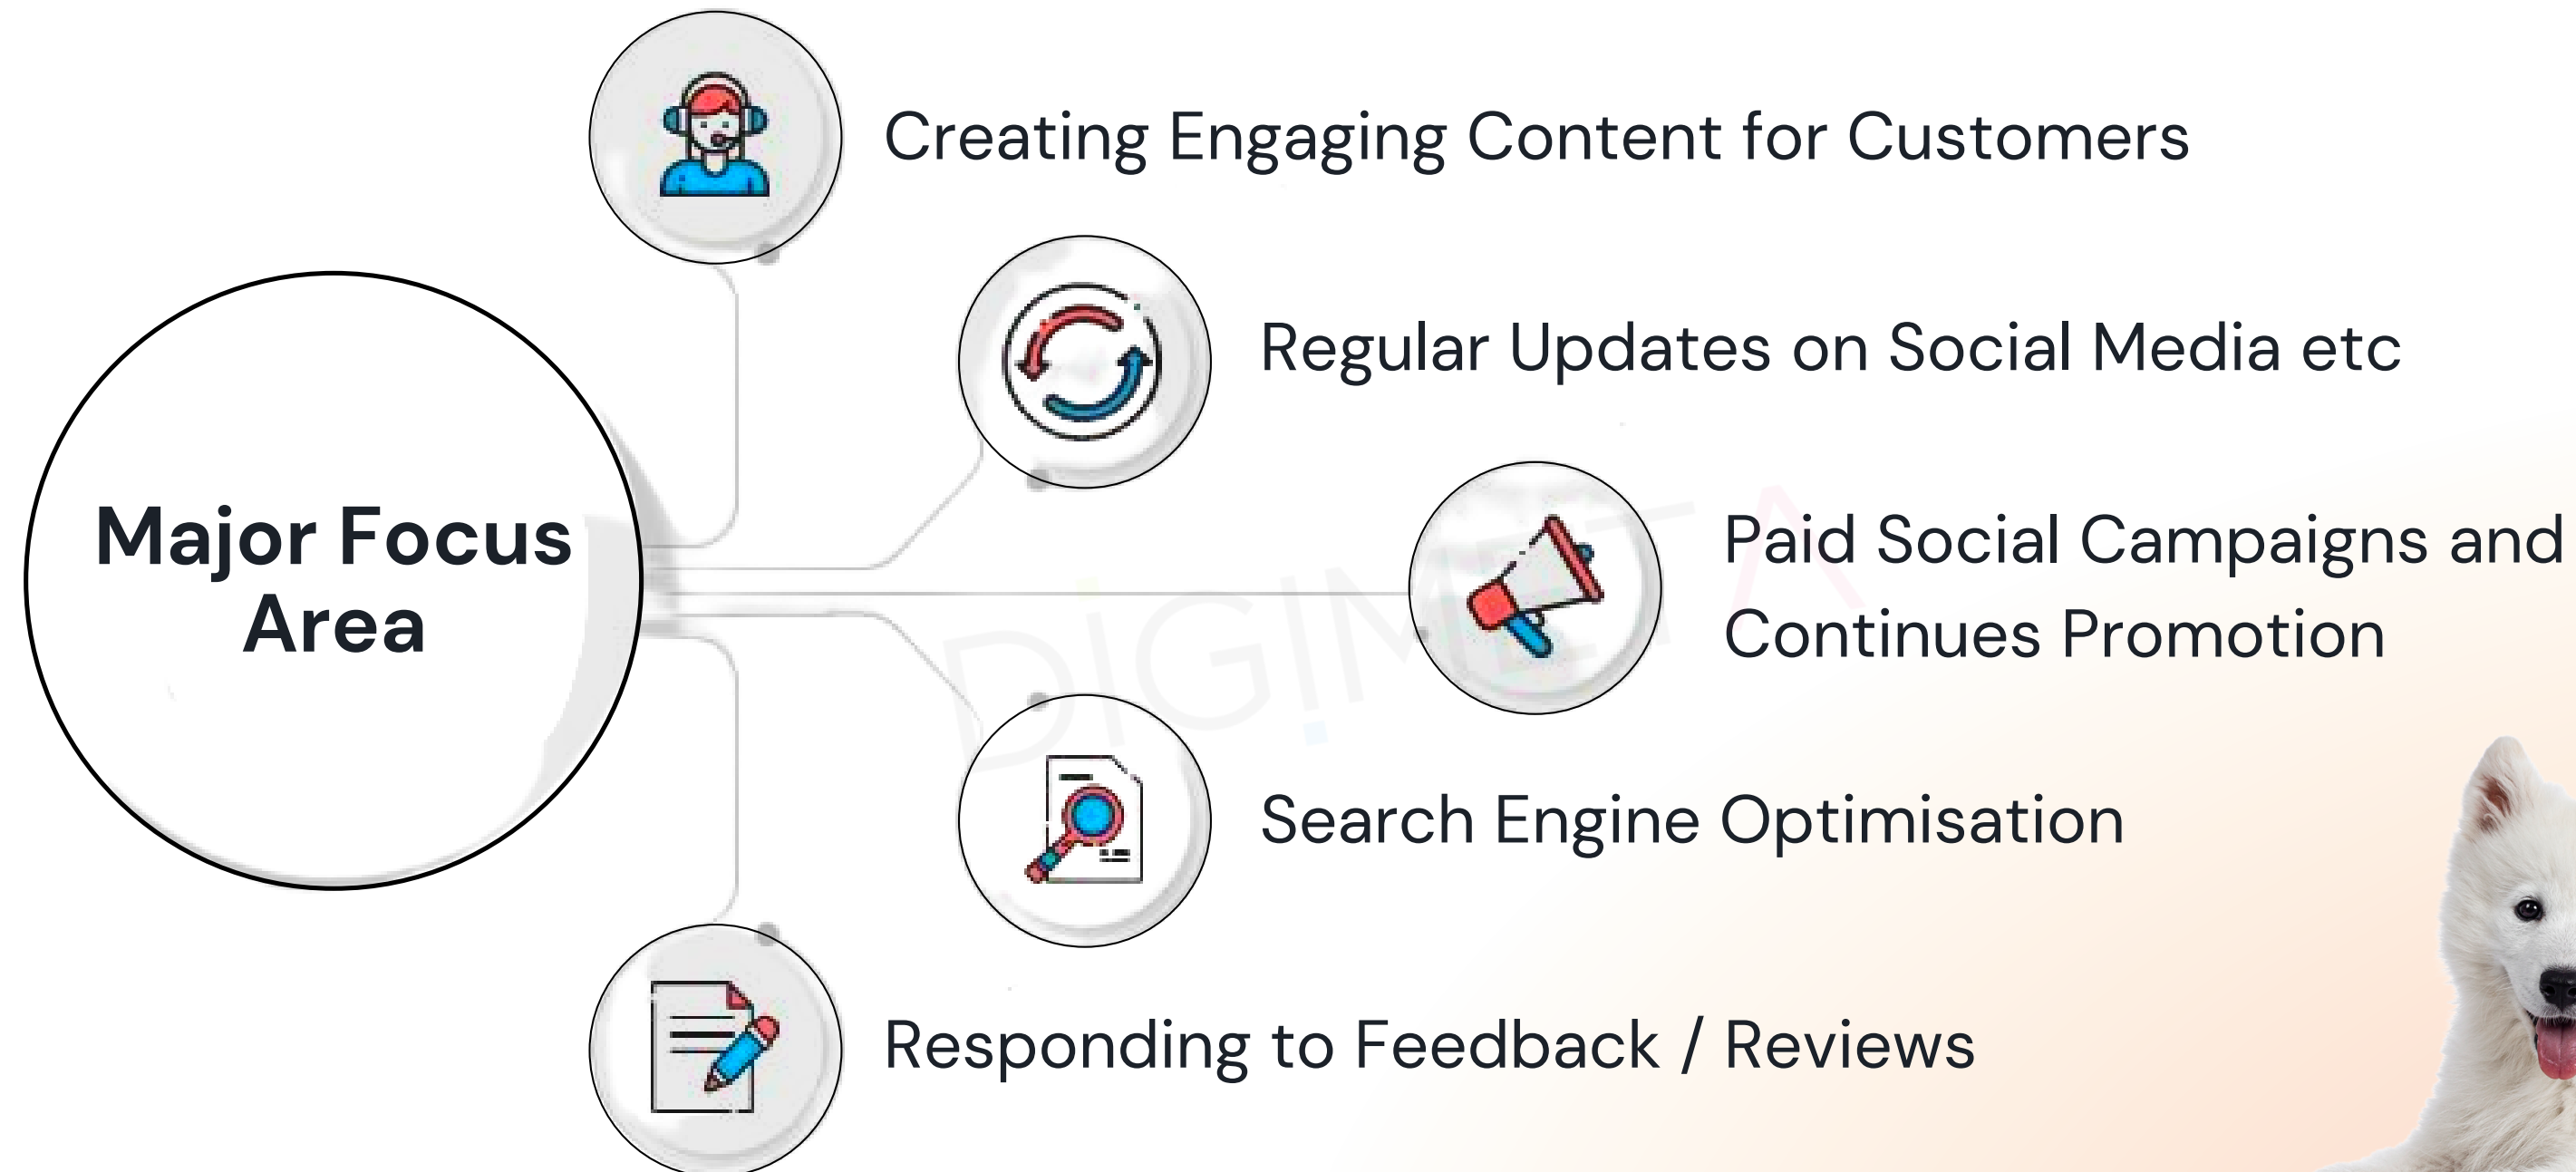 Creating Engaging Content for Customers
Regular Updates on Social Media etc
Major Focus
Area
Paid Social Campaigns and
Continues Promotion
DIGIMETA
Search Engine Optimisation
Responding to Feedback / Reviews